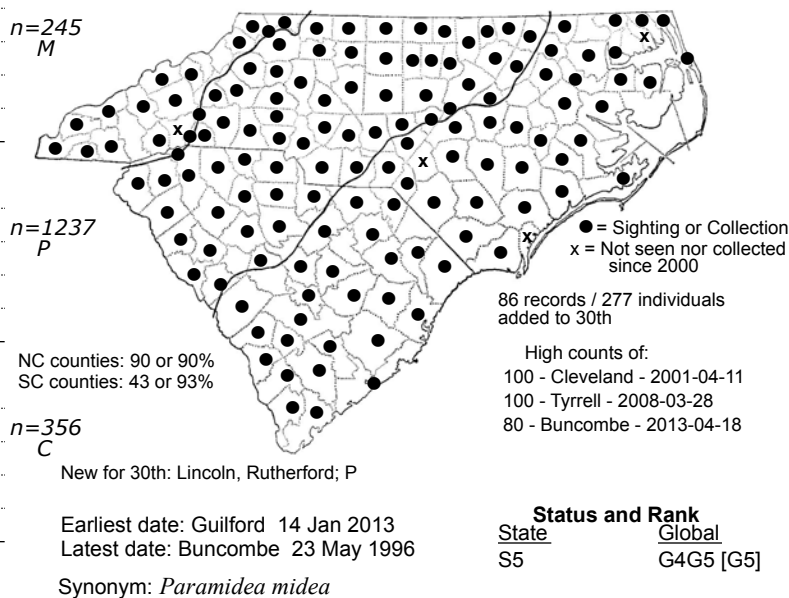 n=245
M
n=1237
P
n=356
C
x
x
x
x
● = Sighting or Collection
x = Not seen nor collected
since 2000
86 records / 277 individuals
added to 30th
High counts of:
100 - Cleveland - 2001-04-11
100 - Tyrrell - 2008-03-28
80 - Buncombe - 2013-04-18
NC counties: 90 or 90%
SC counties: 43 or 93%
New for 30th: Lincoln, Rutherford; P
Earliest date: Guilford 14 Jan 2013
Latest date: Buncombe 23 May 1996
Synonym: Paramidea midea
Status and Rank
State Global
S5 G4G5 [G5]